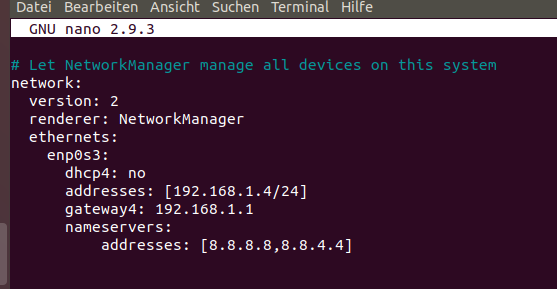 Datei Bearbeiten Ansicht Suchen Terminal Hilfe
GNU nano 2.9.3
# Let NetworkManager manage all devices on this system
network:
  version: 2
  renderer: NetworkManager
  ethernets:
    enp0s3:
      dhcp4: no
      addresses: [192.168.1.4/24]
      gateway4: 192.168.1.1
      nameservers:
          addresses: [8.8.8.8,8.8.4.4]